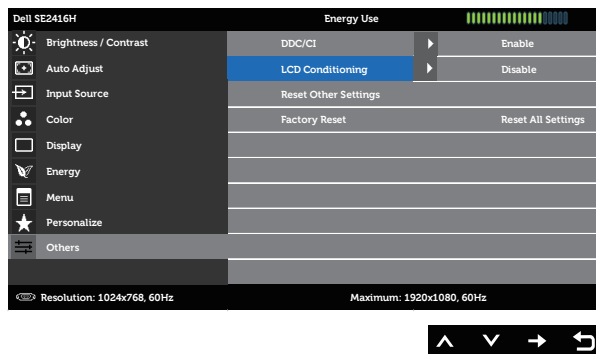 Dell SE2416H Energy Use
Brightness / Contrast DDC/CI Enable
Auto Adjust LCD Conditioning Disable
Input Source Reset Other Settings
Color Factory Reset Reset All Settings
Display
Energy
Menu
Personalize
Others
Resolution: 1024x768, 60Hz Maximum: 1920x1080, 60Hz